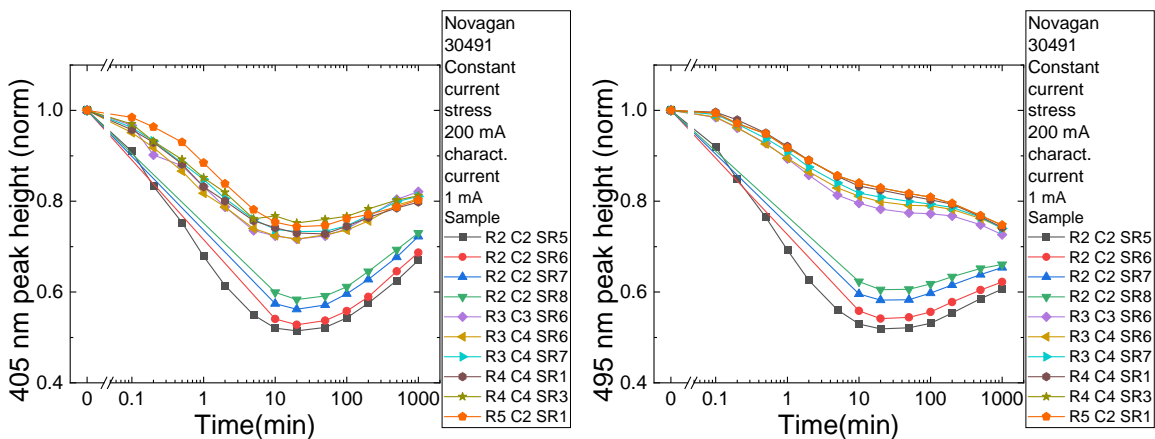 405 nm peak height (norm)
1.0
0.8
0.6
0.4
0 0.1 1 10 100 1000
Time(min)
Novagan
30491
Constant
current
stress
200 mA
charact.
current
1 mA
Sample
R2 C2 SR5
R2 C2 SR6
R2 C2 SR7
R2 C2 SR8
R3 C3 SR6
R3 C4 SR6
R3 C4 SR7
R4 C4 SR1
R4 C4 SR3
R5 C2 SR1
495 nm peak height (norm)
1.0
0.8
0.6
0.4
0 0.1 1 10 100 1000
Time(min)
Novagan
30491
Constant
current
stress
200 mA
charact.
current
1 mA
Sample
R2 C2 SR5
R2 C2 SR6
R2 C2 SR7
R2 C2 SR8
R3 C3 SR6
R3 C4 SR6
R3 C4 SR7
R4 C4 SR1
R5 C2 SR1